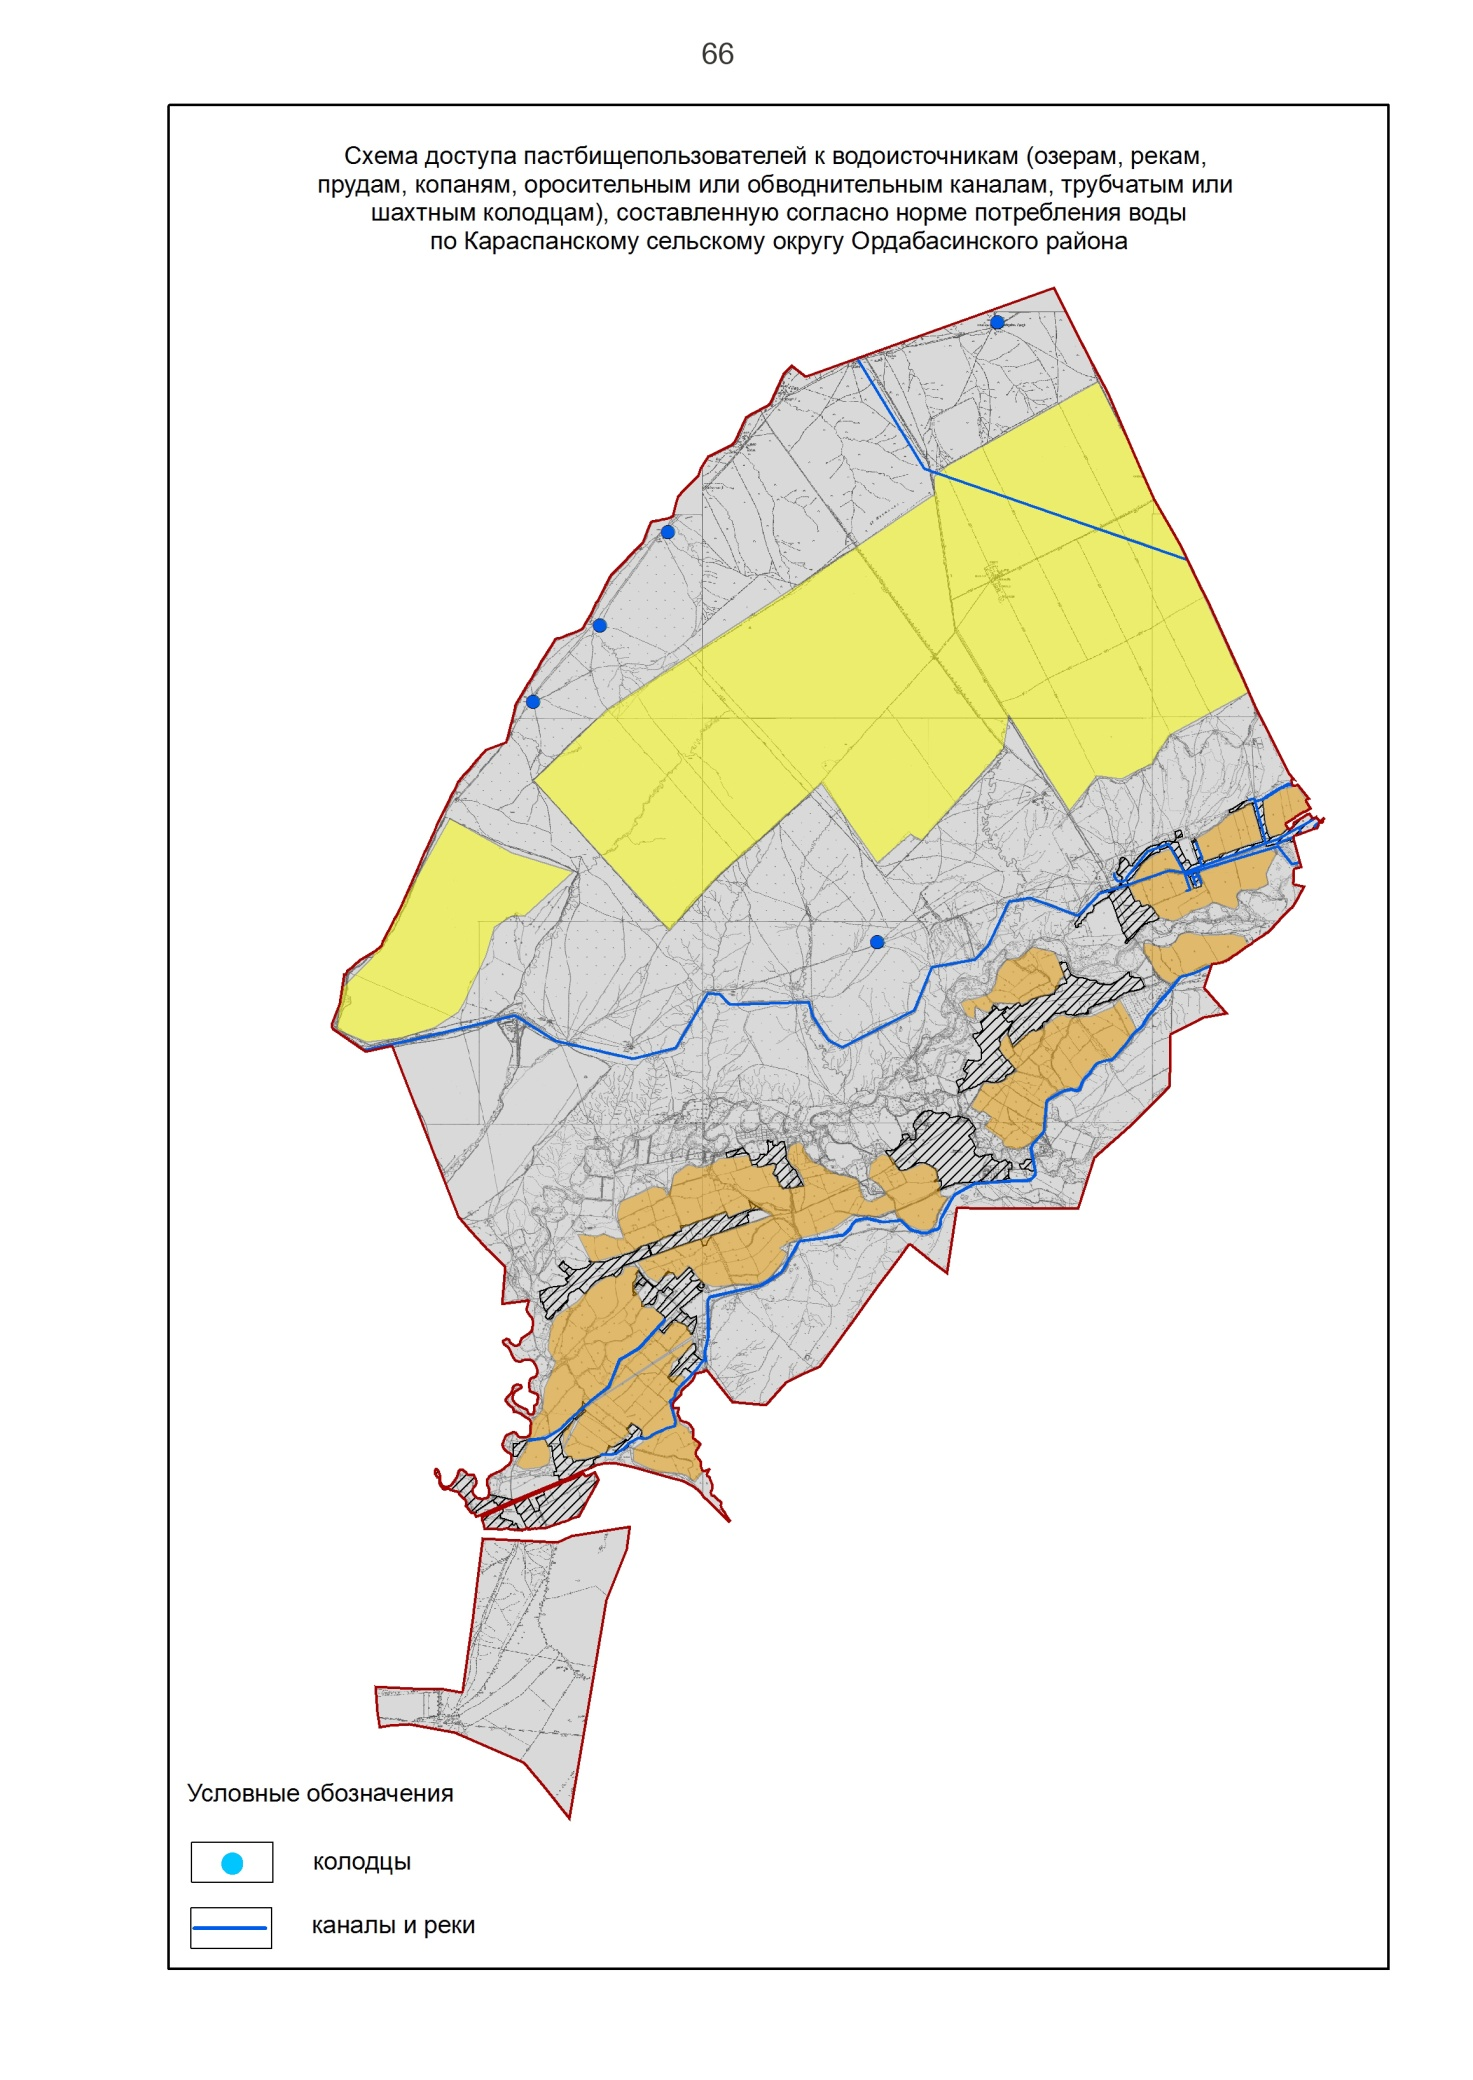 66
Схема доступа пастбищепользователей к водоисточникам (озерам, рекам,
прудам, копаням, оросительным или обводнительным каналам, трубчатым или
шахтным колодцам), составленную согласно норме потребления воды
по Караспанскому сельскому округу Ордабасинского района
Условные обозначения
колодцы
каналы и реки